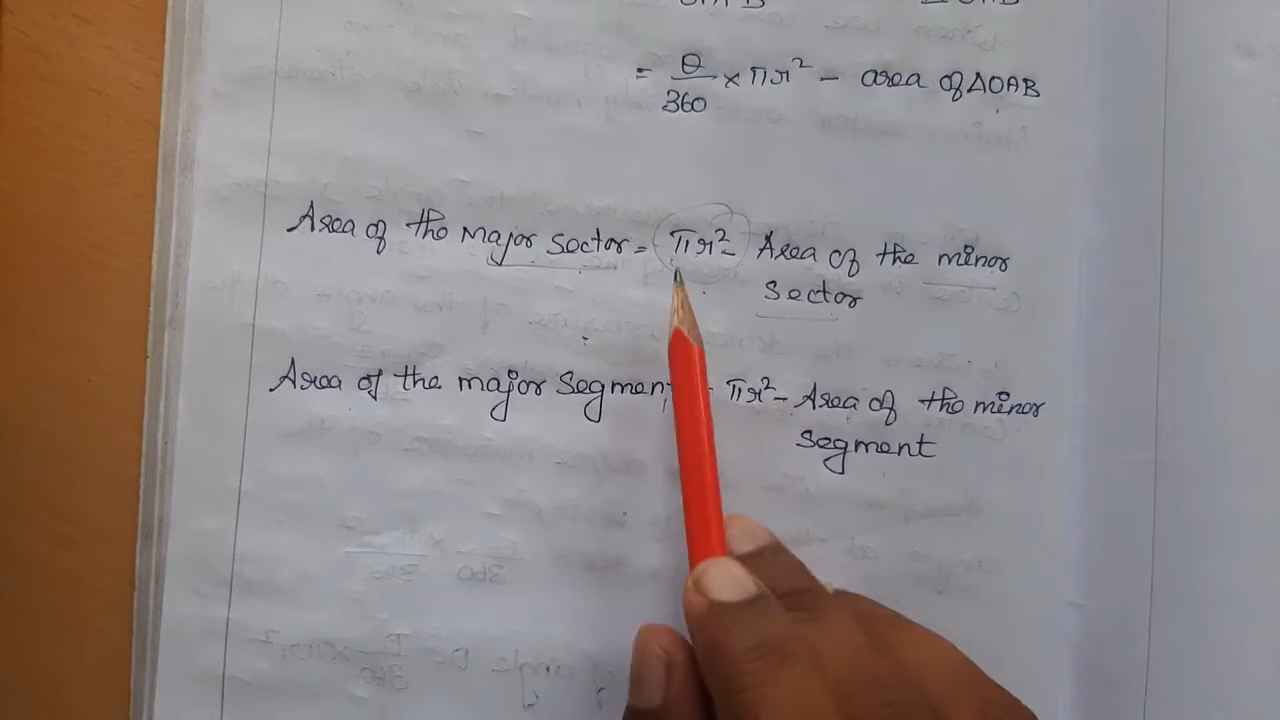 = θ/360 × πr² - area of ΔOAB
Area of the major sector = πr² - Area of the minor
sector
Area of the major segment = πr² - Area of the minor
segment